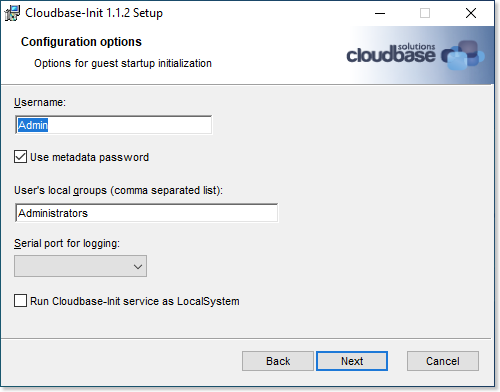 Cloudbase-Init 1.1.2 Setup
Configuration options
Options for guest startup initialization
solutions
cloudbase
Username:
Admin
Use metadata password
User's local groups (comma separated list):
Administrators
Serial port for logging:
Run Cloudbase-Init service as LocalSystem
Back
Next
Cancel